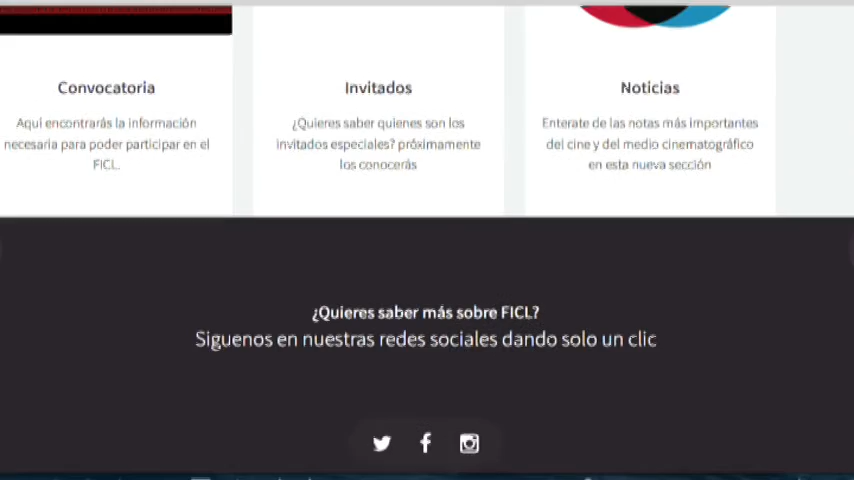 Convocatoria
Aquí encontrarás la información
necesaria para poder participar en el
FICL.
Invitados
¿Quieres saber quienes son los
invitados especiales? próximamente
los conocerás
Noticias
Enterate de las notas más importantes
del cine y del medio cinematográfico
en esta nueva sección
¿Quieres saber más sobre FICL?
Siguenos en nuestras redes sociales dando solo un clic